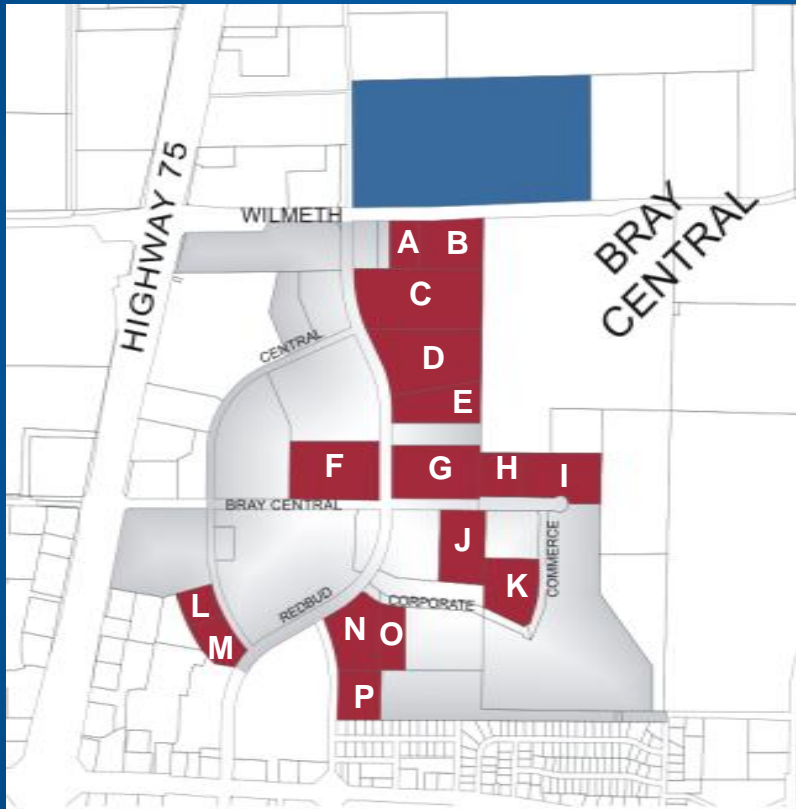 WILMETH
HIGHWAY 75
BRAY
CENTRAL
A
B
C
CENTRAL
D
E
F
G
H
I
BRAY CENTRAL
J
COMMERCE
K
L
REDBUD
CORPORATE
M
N
O
P